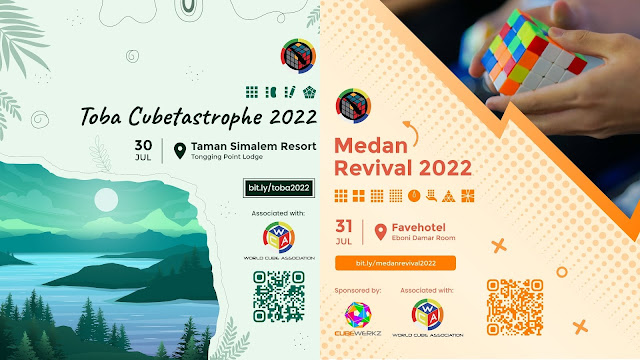 Toba Cubetastrophe 2022
30
JUL
Taman Simalem Resort
Tongging Point Lodge
bit.ly/toba2022
Associated with:
WORLD CUBE ASSOCIATION
Medan
Revival 2022
31
JUL
Favehotel
Eboni Damar Room
bit.ly/medanrevival2022
Sponsored by:
CUBEWERKZ
Associated with:
WORLD CUBE ASSOCIATION